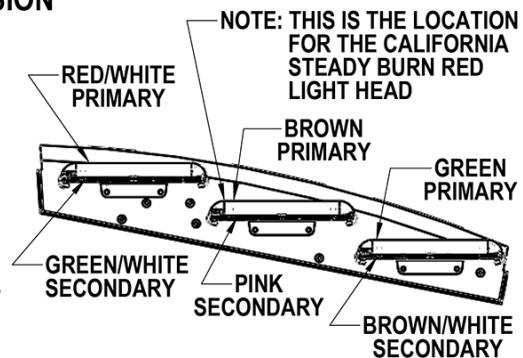 NOTE: THIS IS THE LOCATION
FOR THE CALIFORNIA
STEADY BURN RED
LIGHT HEAD
RED/WHITE
PRIMARY
BROWN
PRIMARY
GREEN
PRIMARY
GREEN/WHITE
SECONDARY
PINK
SECONDARY
BROWN/WHITE
SECONDARY